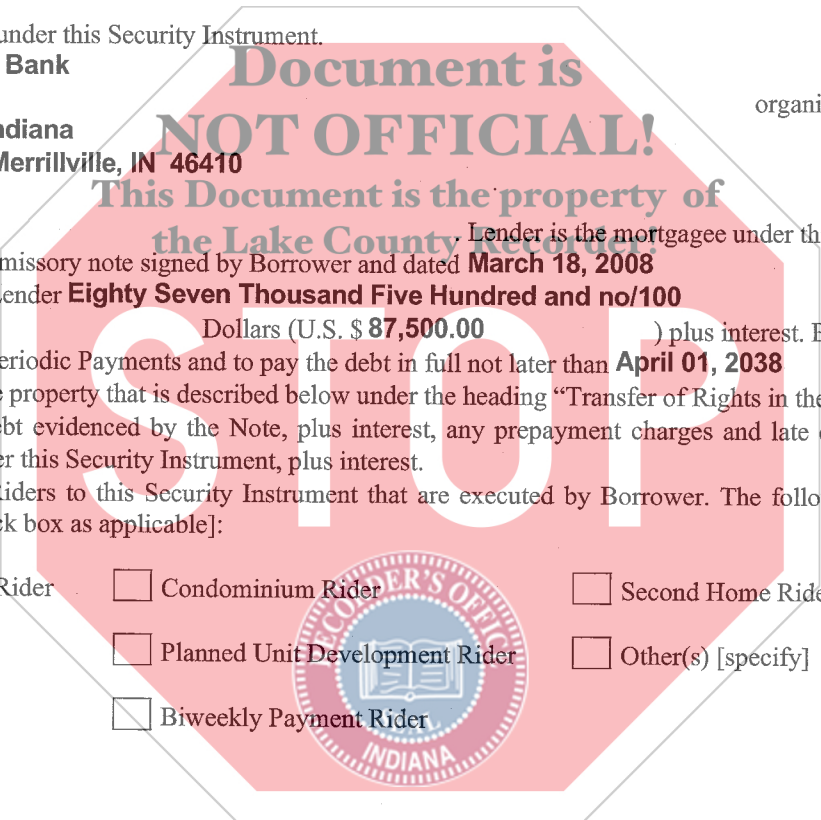 under this Security Instrument.
Bank
Document is
organi
NOT OFFICIAL!
ndiana
Merrillville, IN 46410
This Document is the property of
the Lake County Recorder!
. Lender is the mortgagee under th
missory note signed by Borrower and dated March 18, 2008
ender Eighty Seven Thousand Five Hundred and no/100
Dollars (U.S. $ 87,500.00 ) plus interest. B
eriodic Payments and to pay the debt in full not later than April 01, 2038
e property that is described below under the heading “Transfer of Rights in the
ebt evidenced by the Note, plus interest, any prepayment charges and late c
er this Security Instrument, plus interest.
STOP
iders to this Security Instrument that are executed by Borrower. The follo
ck box as applicable]:
Rider Condominium Rider Second Home Ride
Planned Unit Development Rider Other(s) [specify]
Biweekly Payment Rider
RECORDER'S OFFICE
SEAL
INDIANA